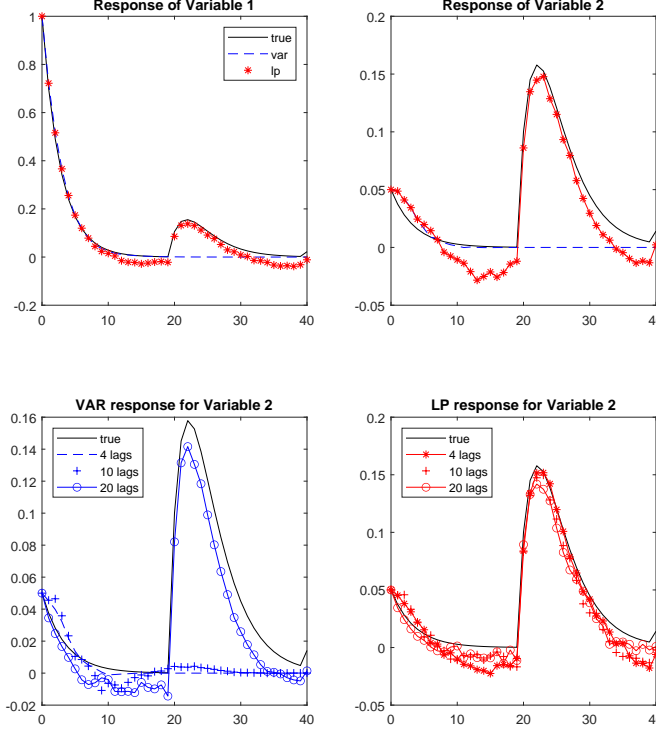 Response of Variable 1
1
0.8
0.6
0.4
0.2
0
-0.2
0 10 20 30 40
true
var
lp
Response of Variable 2
0.2
0.15
0.1
0.05
0
-0.05
0 10 20 30 40
VAR response for Variable 2
0.16
0.14
0.12
0.1
0.08
0.06
0.04
0.02
0
-0.02
0 10 20 30 40
true
4 lags
10 lags
20 lags
LP response for Variable 2
0.2
0.15
0.1
0.05
0
-0.05
0 10 20 30 40
true
4 lags
10 lags
20 lags